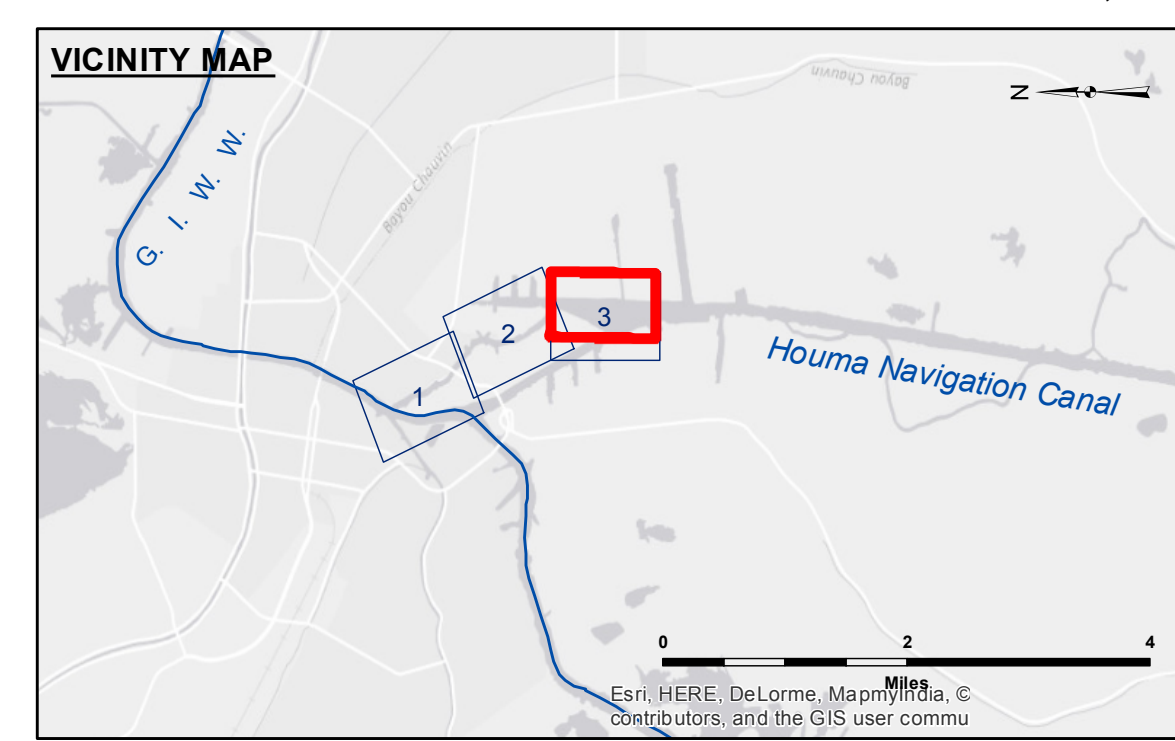 VICINITY MAP
Bayou Chauvin
N
G. I. W. W.
Bayou Chauvin
3
2
1
Houma Navigation Canal
0 2 4
Miles
Esri, HERE, DeLorme, MapmyIndia, ©
contributors, and the GIS user commu